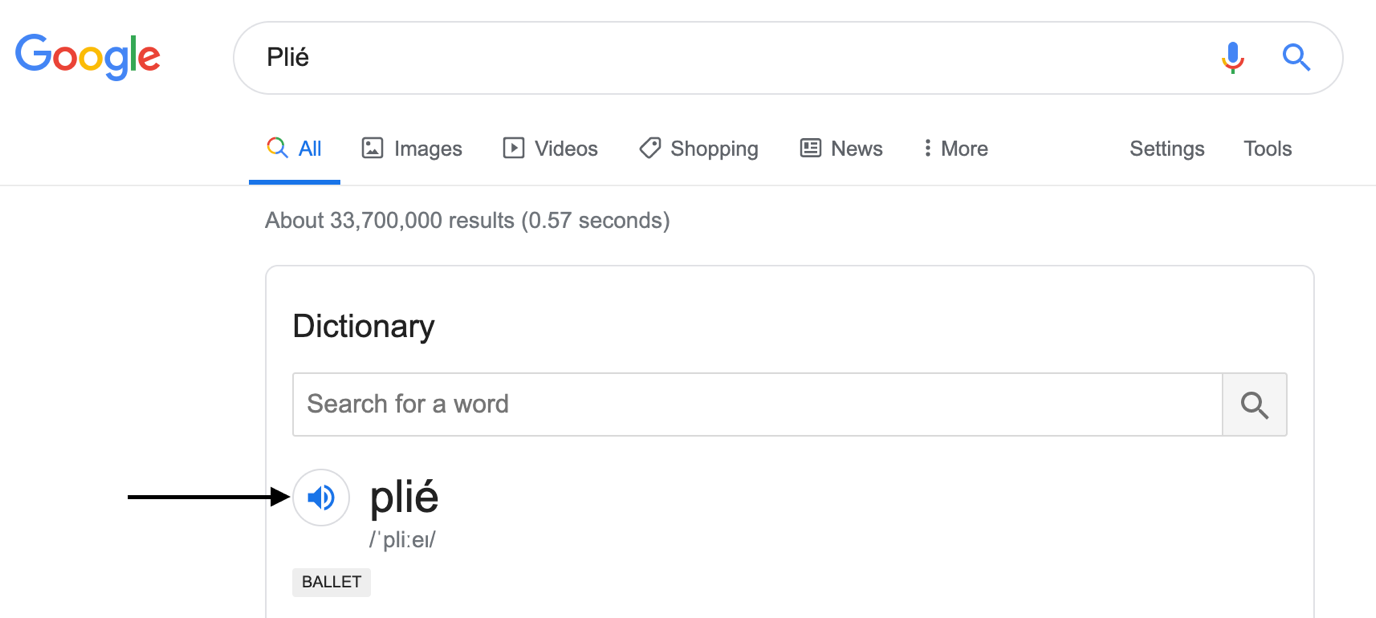 Google
Plié
All Images Videos Shopping News More Settings Tools
About 33,700,000 results (0.57 seconds)
Dictionary
Search for a word
plié
/ˈpliːeɪ/
BALLET